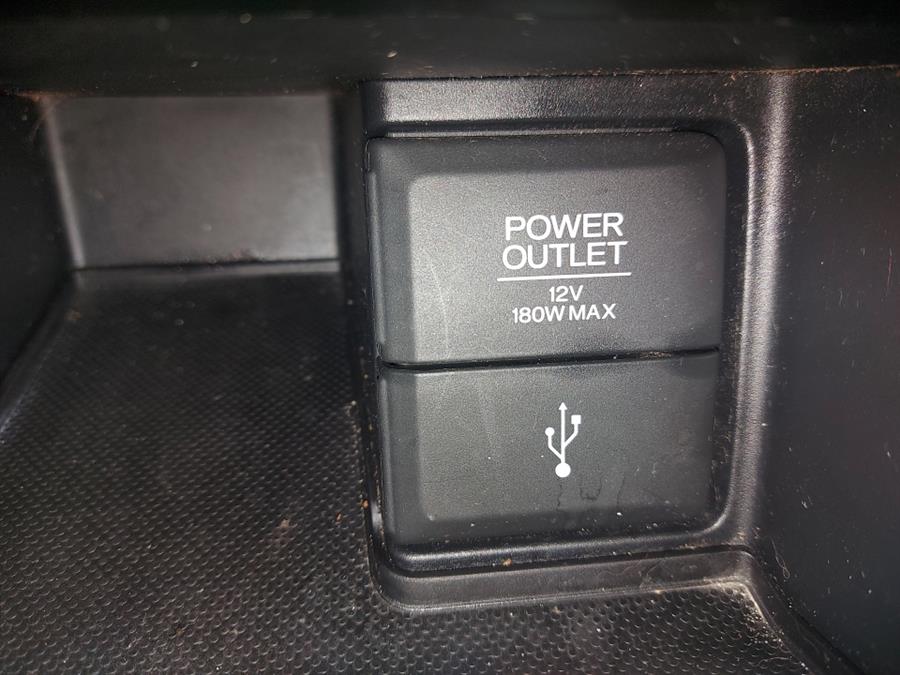 POWER
OUTLET
12V
180W MAX